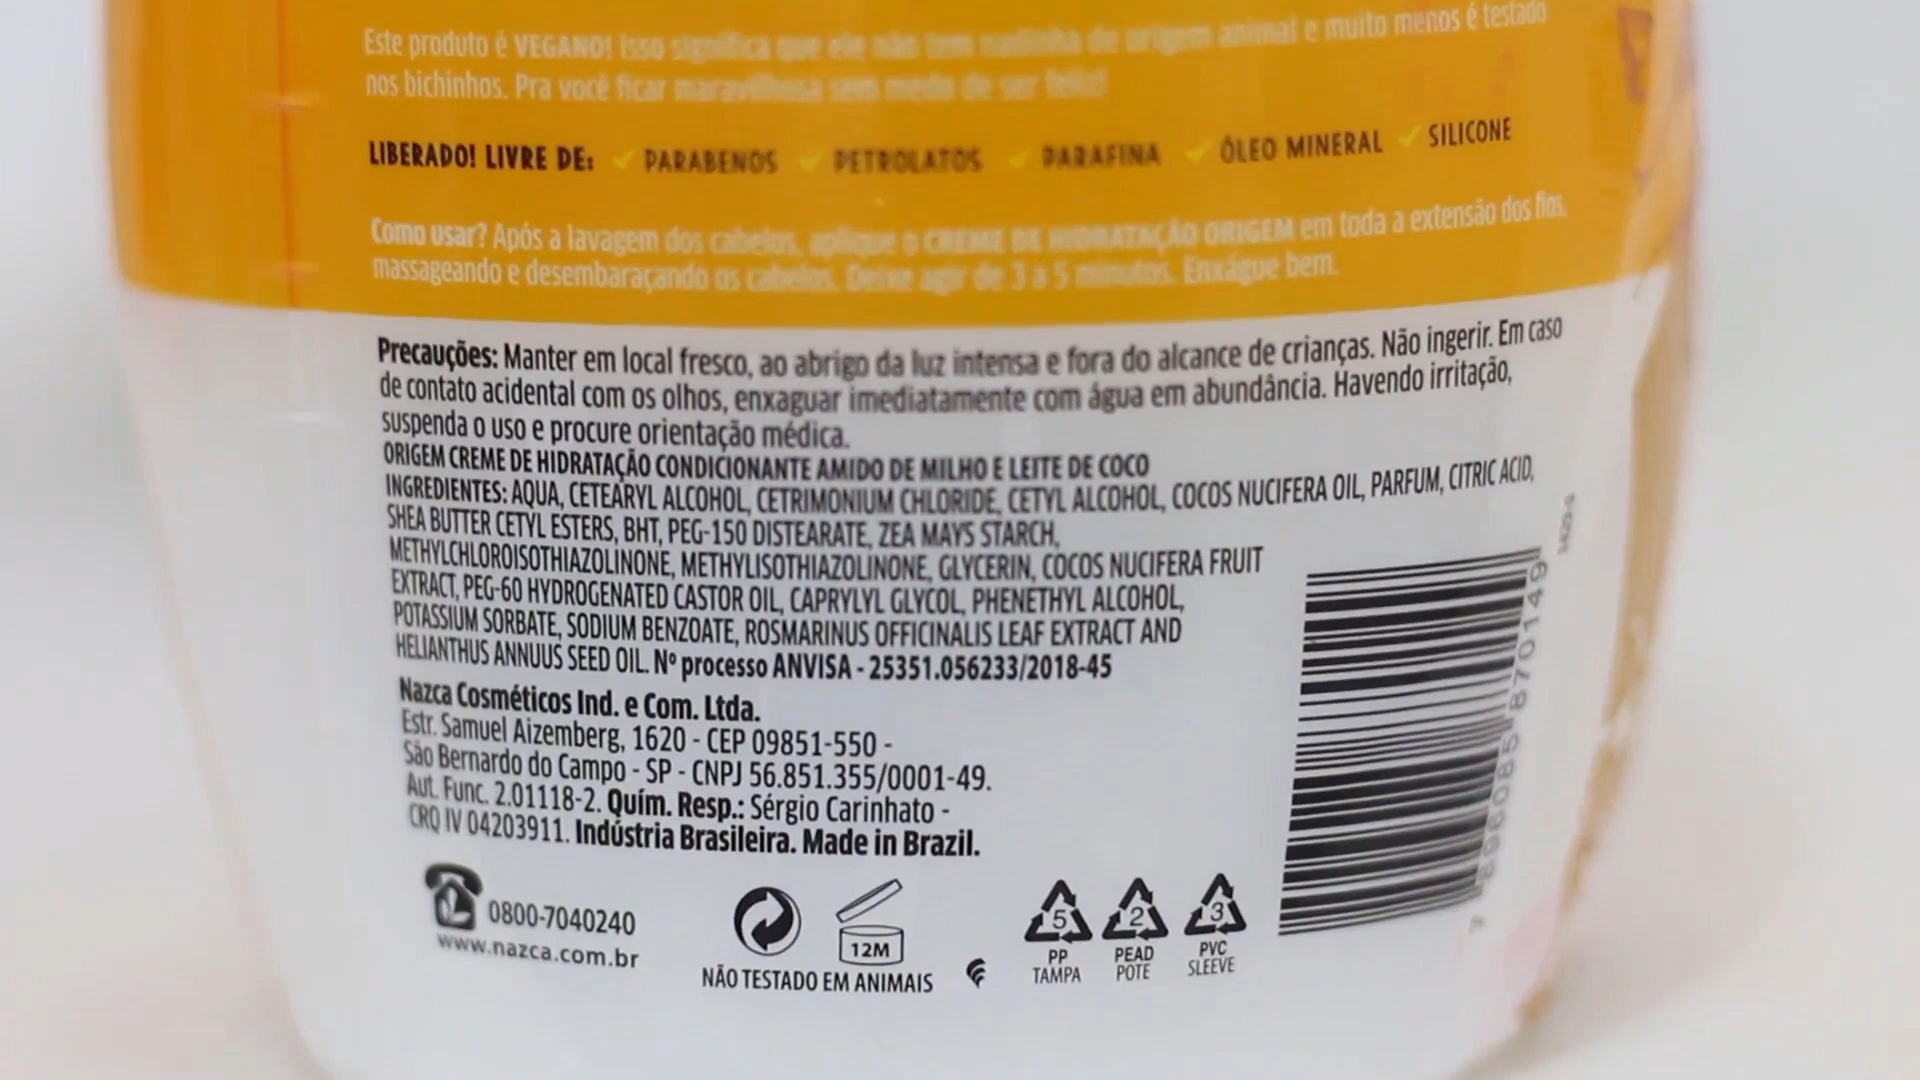 Este produto é VEGANO! Isso significa que ele não tem nadinha de origem animal e muito menos é testado
nos bichinhos. Pra você ficar maravilhosa sem medo de ser feliz!
LIBERADO! LIVRE DE: PARABENOS PETROLATOS PARAFINA ÓLEO MINERAL SILICONE
Como usar? Após a lavagem dos cabelos, aplique o CREME DE HIDRATAÇÃO ORIGEM em toda a extensão dos fios,
massageando e desembaraçando os cabelos. Deixe agir de 3 a 5 minutos. Enxágue bem.
Precauções: Manter em local fresco, ao abrigo da luz intensa e fora do alcance de crianças. Não ingerir. Em caso
de contato acidental com os olhos, enxaguar imediatamente com água em abundância. Havendo irritação,
suspenda o uso e procure orientação médica.
ORIGEM CREME DE HIDRATAÇÃO CONDICIONANTE AMIDO DE MILHO E LEITE DE COCO
INGREDIENTES: AQUA, CETEARYL ALCOHOL, CETRIMONIUM CHLORIDE, CETYL ALCOHOL, COCOS NUCIFERA OIL, PARFUM, CITRIC ACID,
SHEA BUTTER CETYL ESTERS, BHT, PEG-150 DISTEARATE, ZEA MAYS STARCH,
METHYLCHLOROISOTHIAZOLINONE, METHYLISOTHIAZOLINONE, GLYCERIN, COCOS NUCIFERA FRUIT
EXTRACT, PEG-60 HYDROGENATED CASTOR OIL, CAPRYLYL GLYCOL, PHENETHYL ALCOHOL,
POTASSIUM SORBATE, SODIUM BENZOATE, ROSMARINUS OFFICINALIS LEAF EXTRACT AND
HELIANTHUS ANNUUS SEED OIL. Nº processo ANVISA - 25351.056233/2018-45
Nazca Cosméticos Ind. e Com. Ltda.
Estr. Samuel Aizemberg, 1620 - CEP 09851-550 -
São Bernardo do Campo - SP - CNPJ 56.851.355/0001-49.
Aut. Func. 2.01118-2. Quím. Resp.: Sérgio Carinhato -
CRQ IV 04203911. Indústria Brasileira. Made in Brazil.
0800-7040240
www.nazca.com.br
12M
NÃO TESTADO EM ANIMAIS
5 2 3
PP PEAD PVC
TAMPA POTE SLEEVE
7 896085 870149